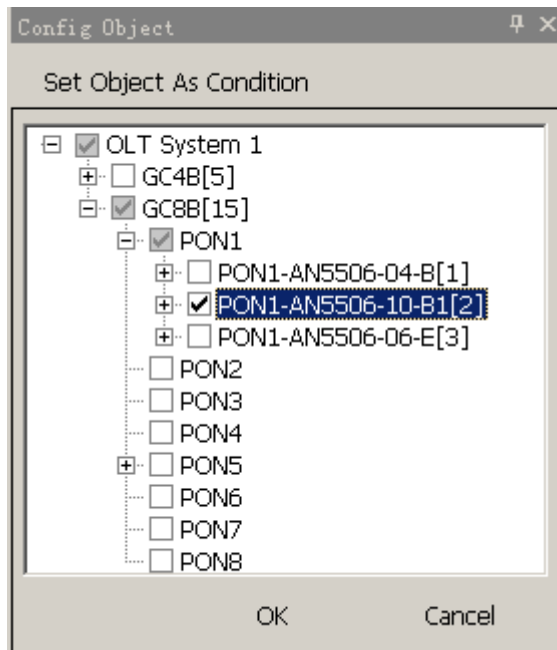 Config Object
Set Object As Condition
OLT System 1
GC4B[5]
GC8B[15]
PON1
PON1-AN5506-04-B[1]
PON1-AN5506-10-B1[2]
PON1-AN5506-06-E[3]
PON2
PON3
PON4
PON5
PON6
PON7
PON8
OK Cancel